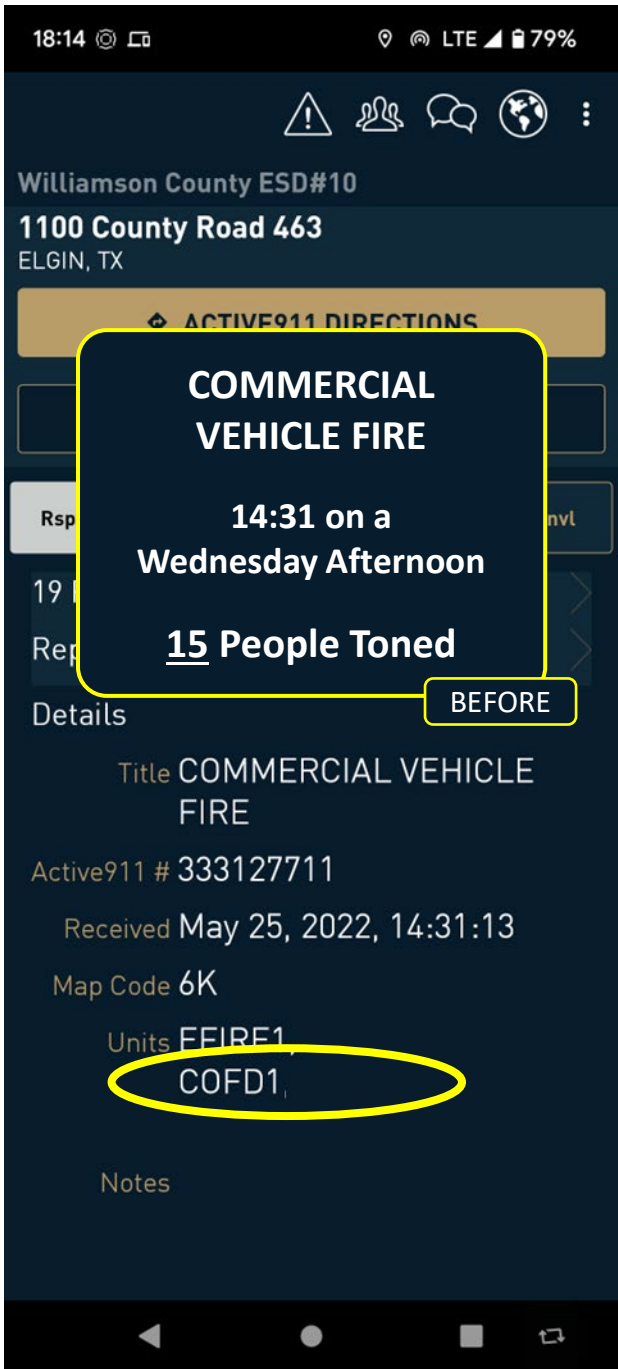 18:14 LTE 79%
Williamson County ESD#10
1100 County Road 463
ELGIN, TX
ACTIVE911 DIRECTIONS
COMMERCIAL
VEHICLE FIRE
14:31 on a
Wednesday Afternoon
15 People Toned
BEFORE
Rsp nvl
19
Rep
Details
Title COMMERCIAL VEHICLE
FIRE
Active911 # 333127711
Received May 25, 2022, 14:31:13
Map Code 6K
Units EFIRE1,
COFD1,
Notes